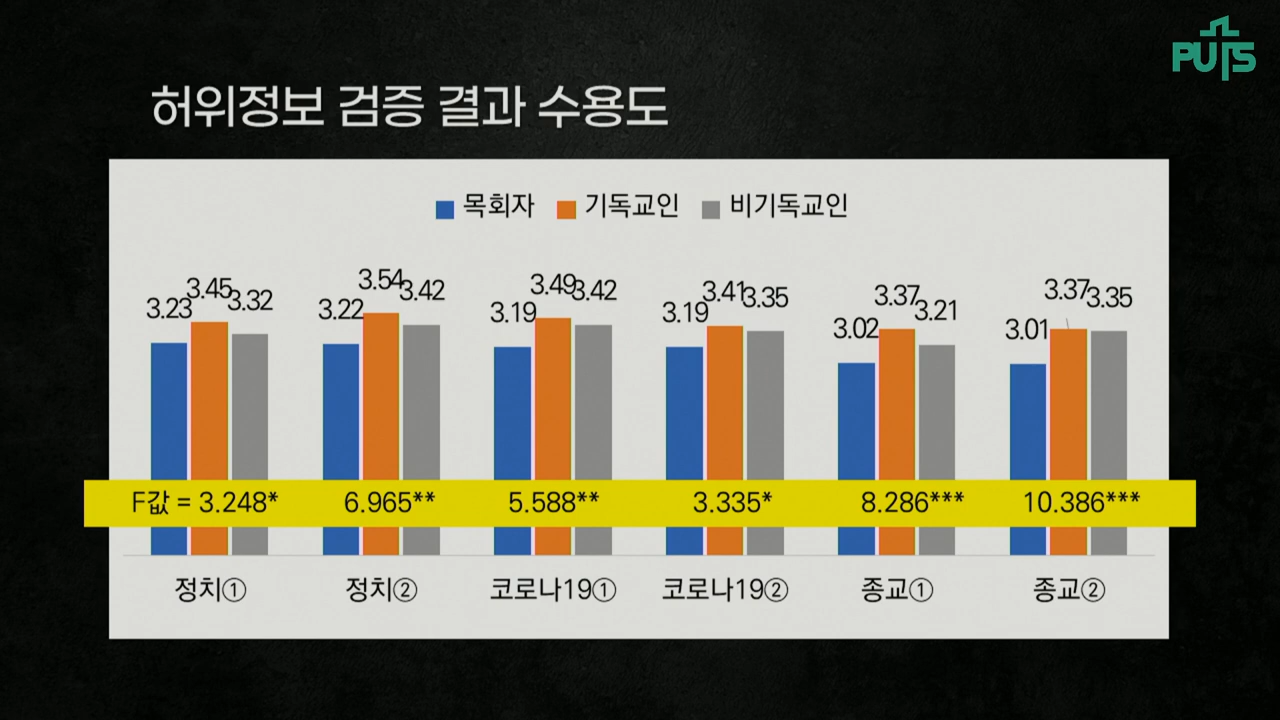 PUTS
허위정보 검증 결과 수용도
목회자 기독교인 비기독교인
3.23 3.45 3.32 3.22 3.54 3.42 3.19 3.49 3.42 3.19 3.41 3.35 3.02 3.37 3.21 3.01 3.37 3.35
F값 = 3.248* 6.965** 5.588** 3.335* 8.286*** 10.386***
정치① 정치② 코로나19① 코로나19② 종교① 종교②